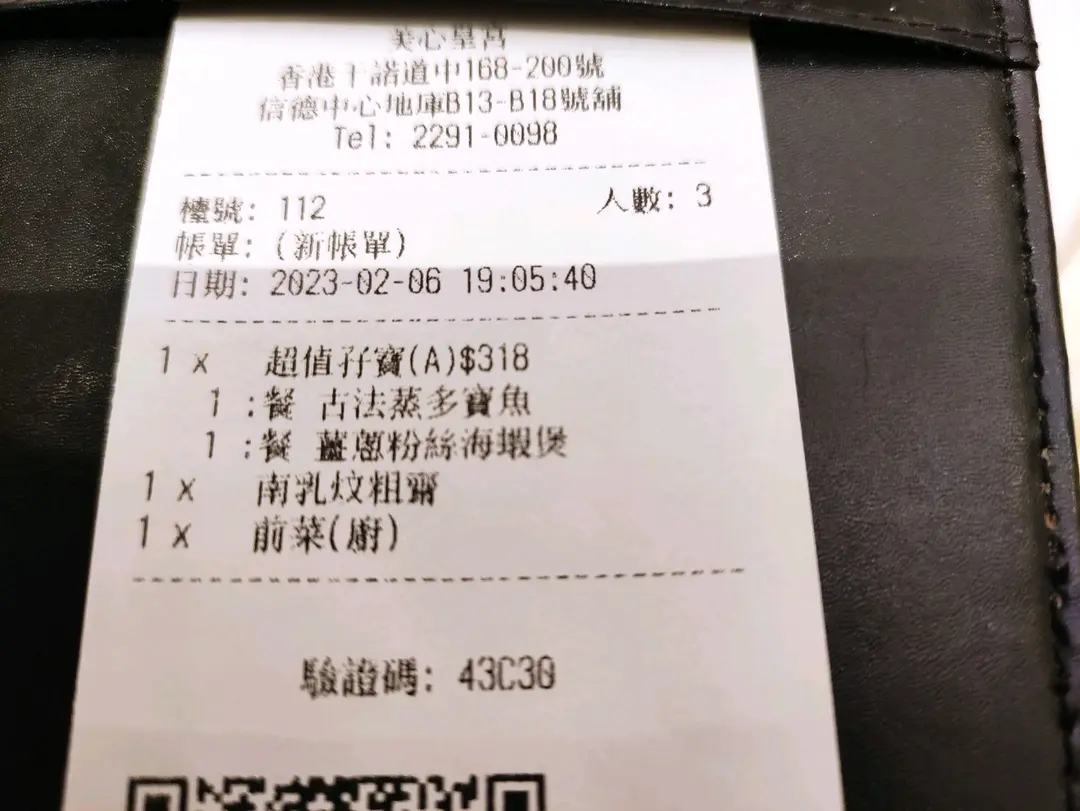 美心皇宮
香港干諾道中168-200號
信德中心地庫B13-B18號舖
Tel: 2291-0098
檯號: 112 人數: 3
帳單: (新帳單)
日期: 2023-02-06 19:05:40
1 x 超值孖寶(A)$318
1 :餐 古法蒸多寶魚
1 :餐 薑蔥粉絲海蝦煲
1 x 南乳炆粗齋
1 x 前菜(廚)
驗證碼: 43C30